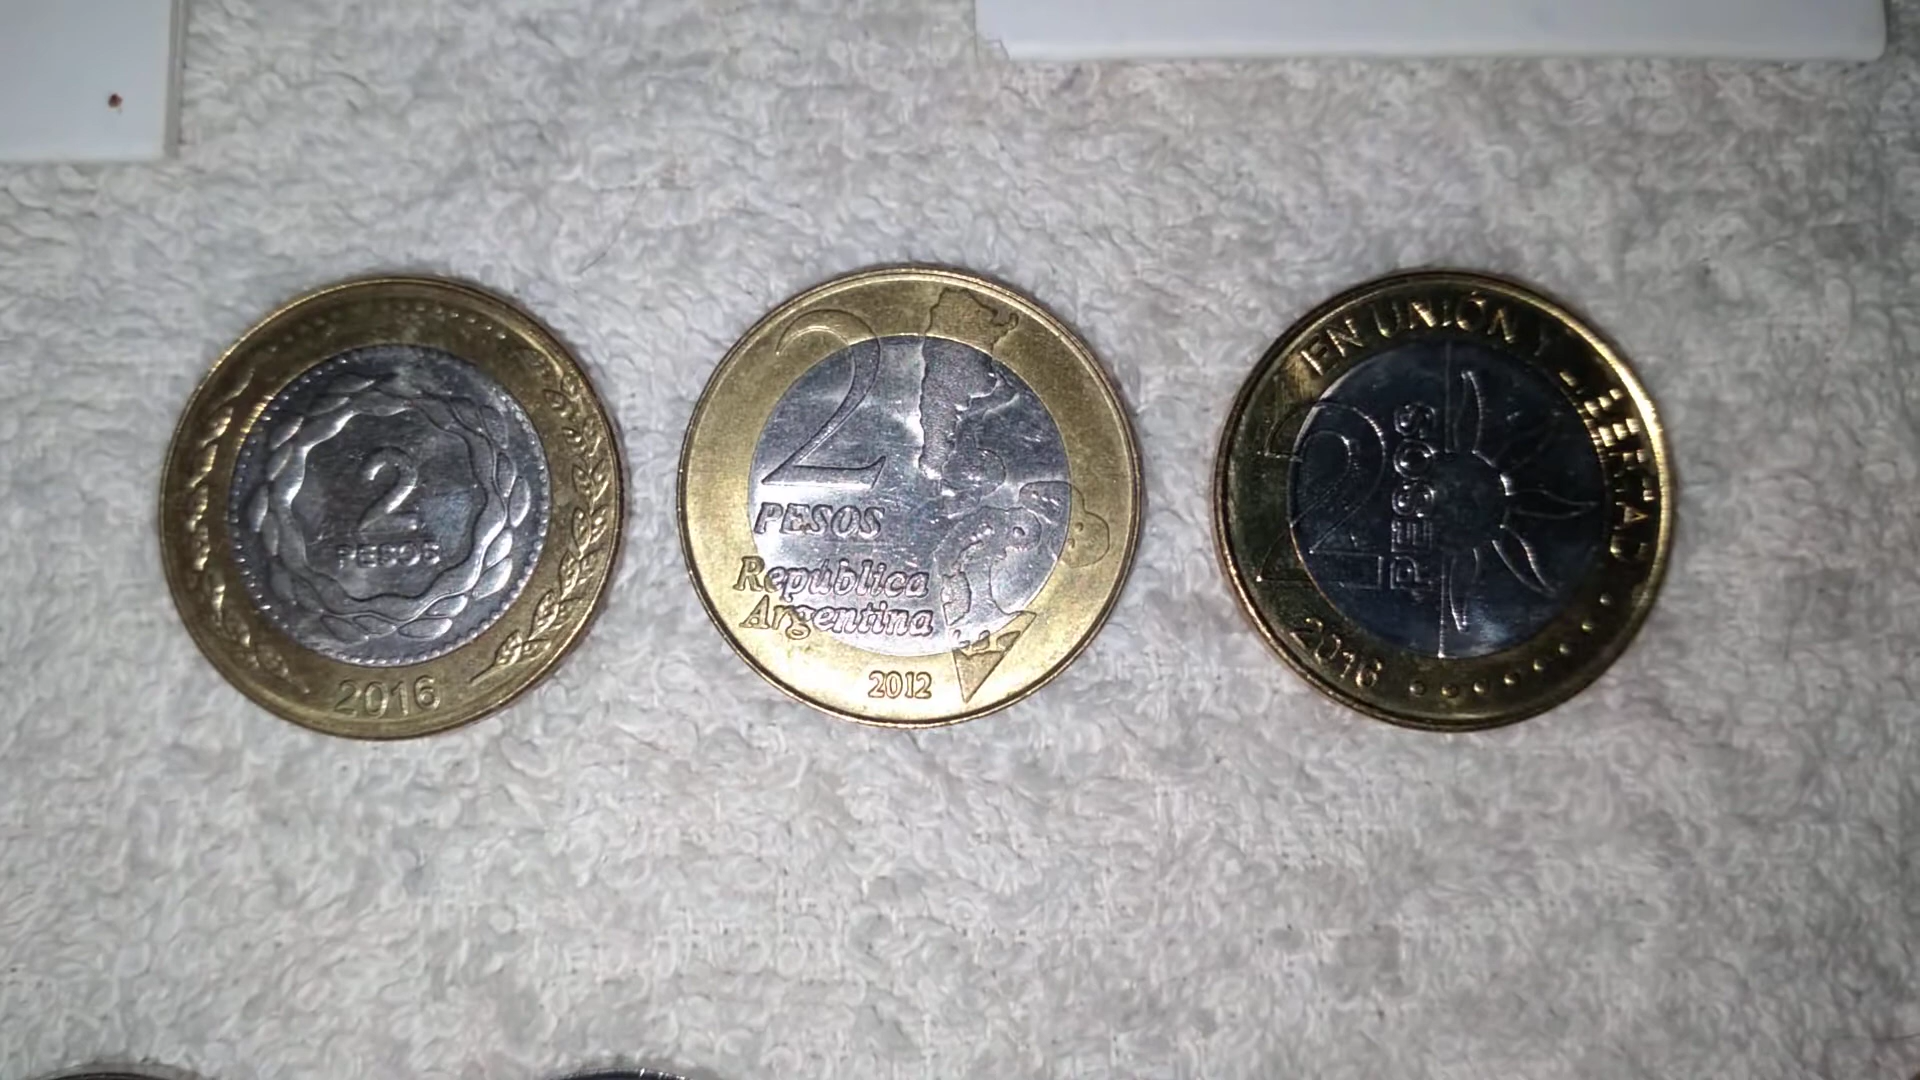 2
PESOS
2016
2
PESOS
República
Argentina
2012
EN UNIÓN Y LIBERTAD
2
PESOS
2016